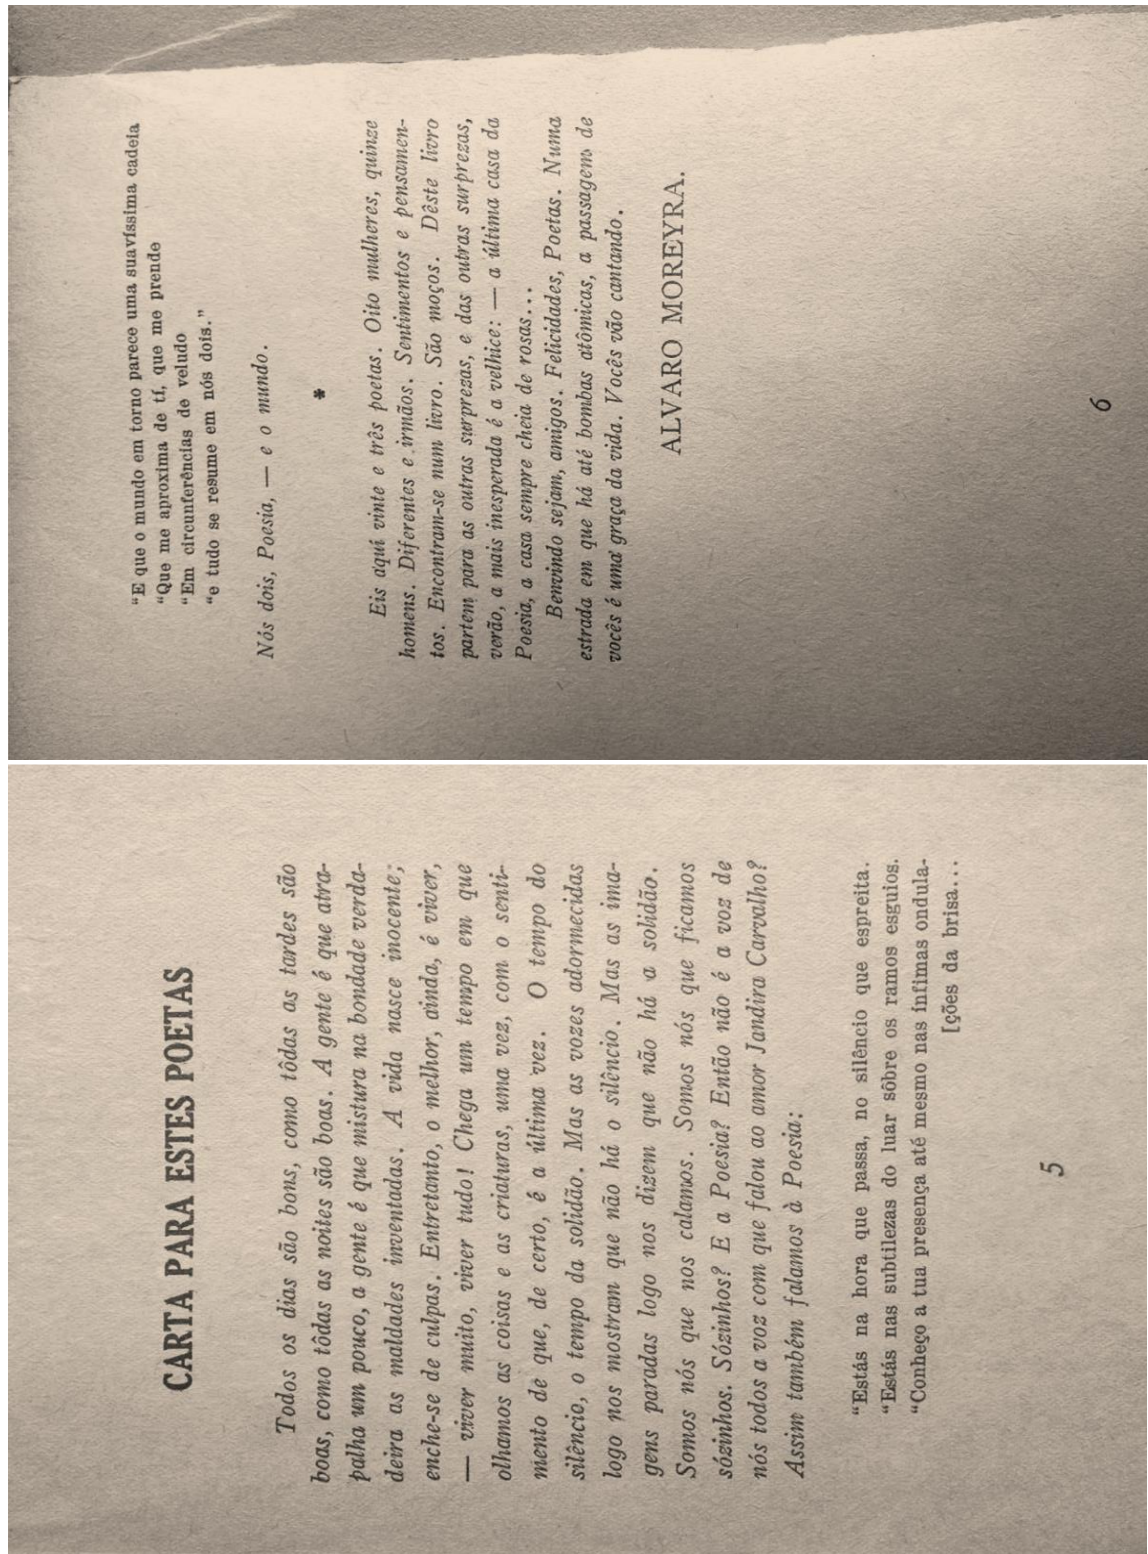 CARTA PARA ESTES POETAS
Todos os dias são bons, como tôdas as tardes são
boas, como tôdas as noites são boas. A gente é que atra-
palha um pouco, a gente é que mistura na bondade verda-
deira as maldades inventadas. A vida nasce inocente;
enche-se de culpas. Entretanto, o melhor, ainda, é viver,
— viver muito, viver tudo! Chega um tempo em que
olhamos as coisas e as criaturas, uma vez, com o senti-
mento de que, de certo, é a última vez. O tempo do
silêncio, o tempo da solidão. Mas as vozes adormecidas
logo nos mostram que não há o silêncio. Mas as ima-
gens paradas logo nos dizem que não há a solidão.
Somos nós que nos calamos. Somos nós que ficamos
sózinhos. Sózinhos? E a Poesia? Então não é a voz de
nós todos a voz com que falou ao amor Jandira Carvalho?
Assim também falamos à Poesia:
“Estás na hora que passa, no silêncio que espreita.
“Estás nas subtilezas do luar sôbre os ramos esguios.
“Conheço a tua presença até mesmo nas ínfimas ondula-
[ções da brisa...
5
“E que o mundo em torno parece uma suavíssima cadeia
“Que me aproxima de tí, que me prende
“Em circunferências de veludo
“e tudo se resume em nós dois.”
Nós dois, Poesia, — e o mundo.
*
Eis aquí vinte e três poetas. Oito mulheres, quinze
homens. Diferentes e irmãos. Sentimentos e pensamen-
tos. Encontram-se num livro. São moços. Dêste livro
partem para as outras surprezas, e das outras surprezas,
verão, a mais inesperada é a velhice: — a última casa da
Poesia, a casa sempre cheia de rosas...
Benvindo sejam, amigos. Felicidades, Poetas. Numa
estrada em que há até bombas atômicas, a passagem de
vocês é uma graça da vida. Vocês vão cantando.
ALVARO MOREYRA.
6